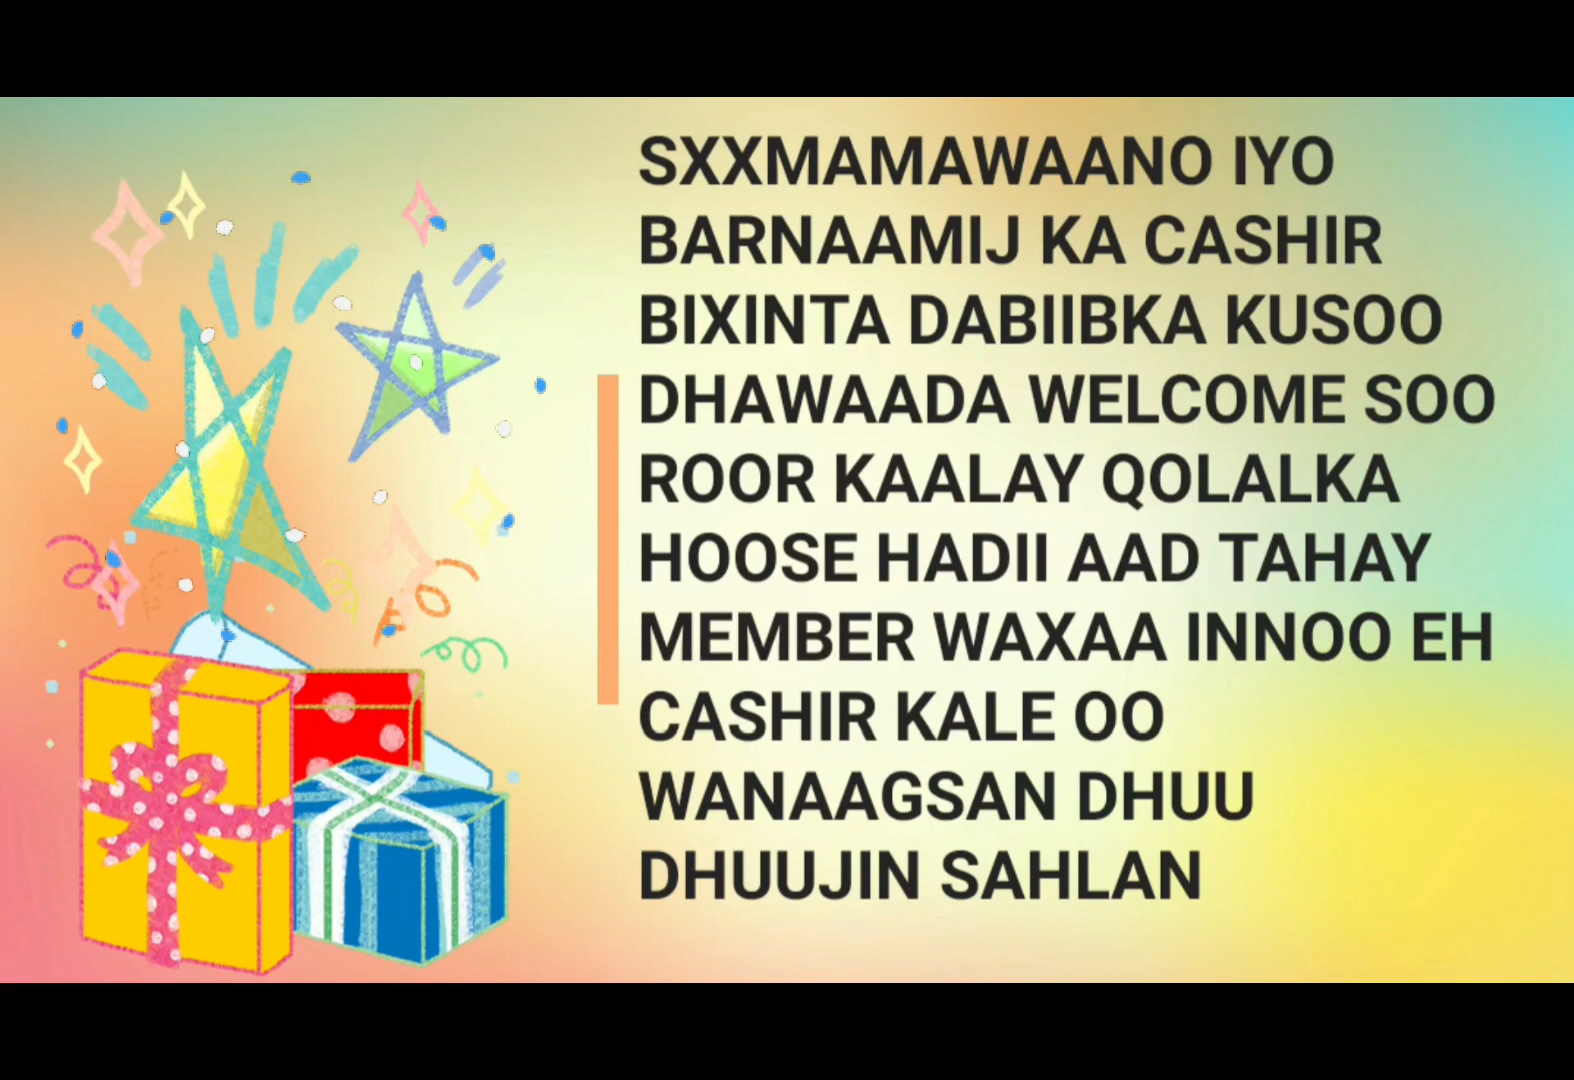 SXXMAMAWAANO IYO
BARNAAMIJ KA CASHIR
BIXINTA DABIIBKA KUSOO
DHAWAADA WELCOME SOO
ROOR KAALAY QOLALKA
HOOSE HADII AAD TAHAY
MEMBER WAXAA INNOO EH
CASHIR KALE OO
WANAAGSAN DHUU
DHUUJIN SAHLAN